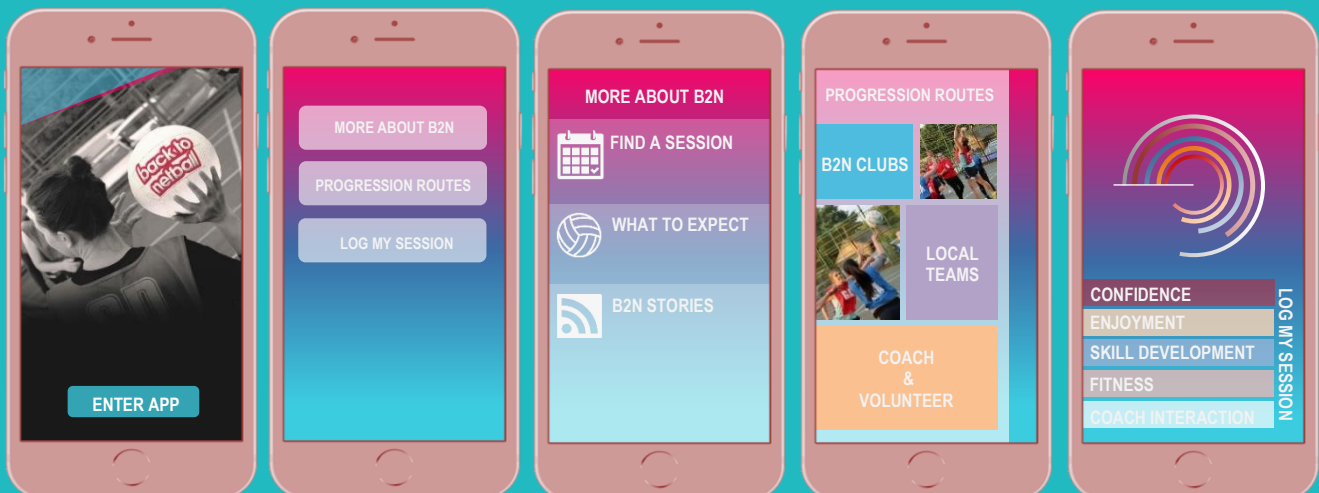 back to
netball
ENTER APP
MORE ABOUT B2N
PROGRESSION ROUTES
LOG MY SESSION
MORE ABOUT B2N
FIND A SESSION
WHAT TO EXPECT
B2N STORIES
PROGRESSION ROUTES
B2N CLUBS
LOCAL
TEAMS
COACH
&
VOLUNTEER
CONFIDENCE
ENJOYMENT
SKILL DEVELOPMENT
FITNESS
COACH INTERACTION
LOG MY SESSION